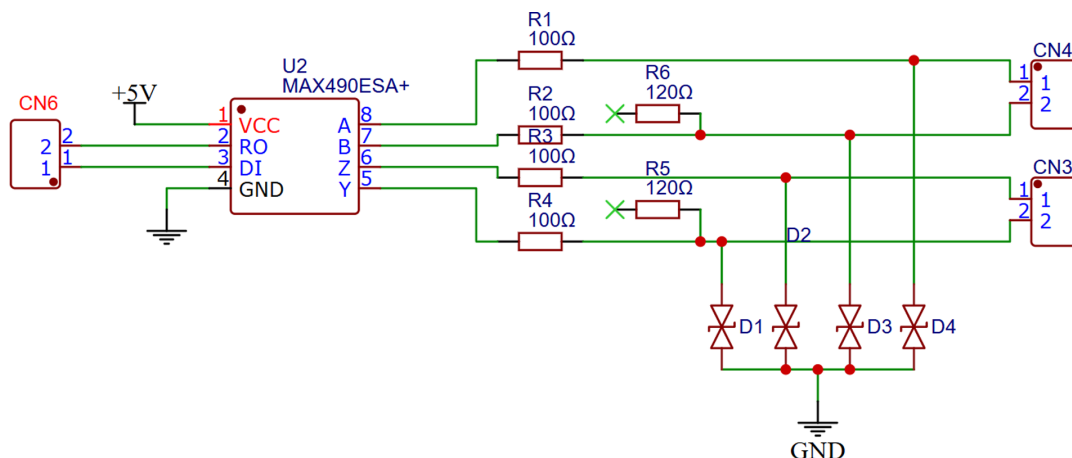 R1
100Ω
CN4
U2
MAX490ESA+
R6
120Ω
1
1
2
2
+5V
CN6
R2
100Ω
R3
100Ω
1
VCC
A
8
2
2
2
RO
B
7
1
1
3
DI
Z
6
4
GND
Y
5
R5
120Ω
CN3
1
1
2
2
R4
100Ω
D2
D1
D3
D4
GND